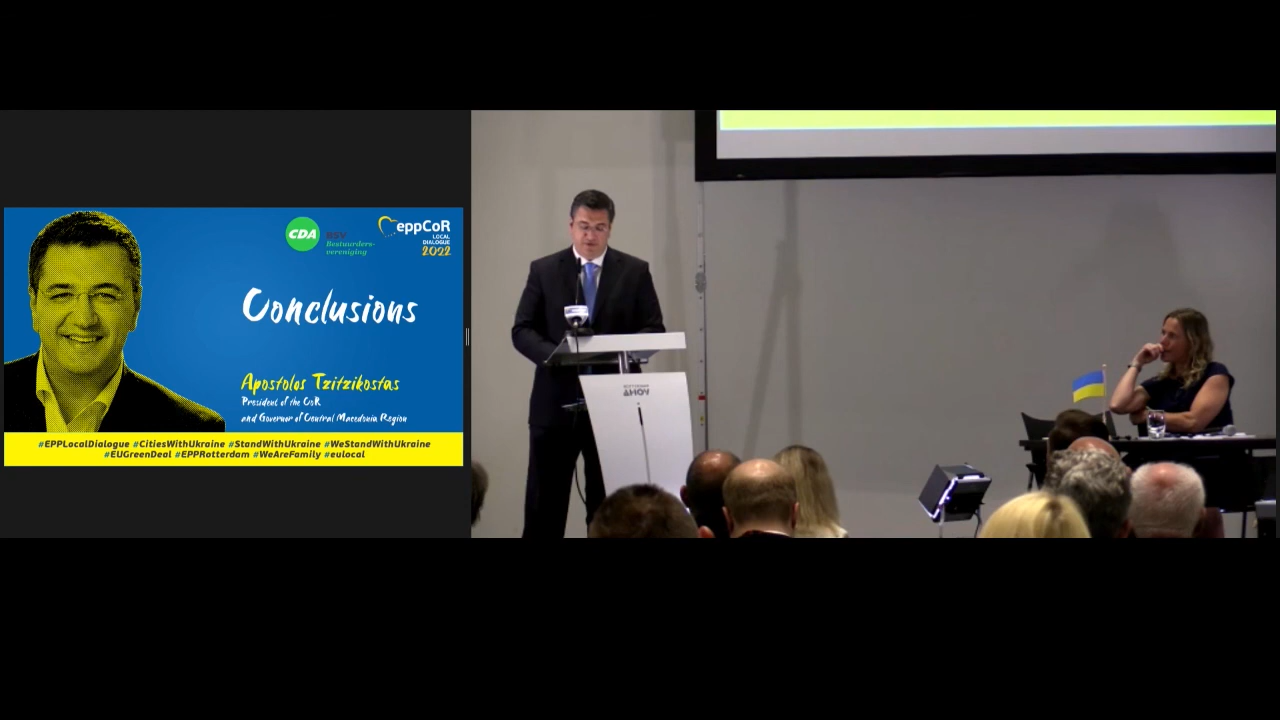 CDA
BSV
Bestuurders-
vereniging
eppCoR
LOCAL
DIALOGUE
2022
Conclusions
Apostolos Tzitzikostas
President of the CoR
and Governor of Central Macedonia Region
#EPPLocalDialogue #CitiesWithUkraine #StandWithUkraine #WeStandWithUkraine
#EUGreenDeal #EPPRotterdam #WeAreFamily #eulocal
ROTTERDAM
AHOY